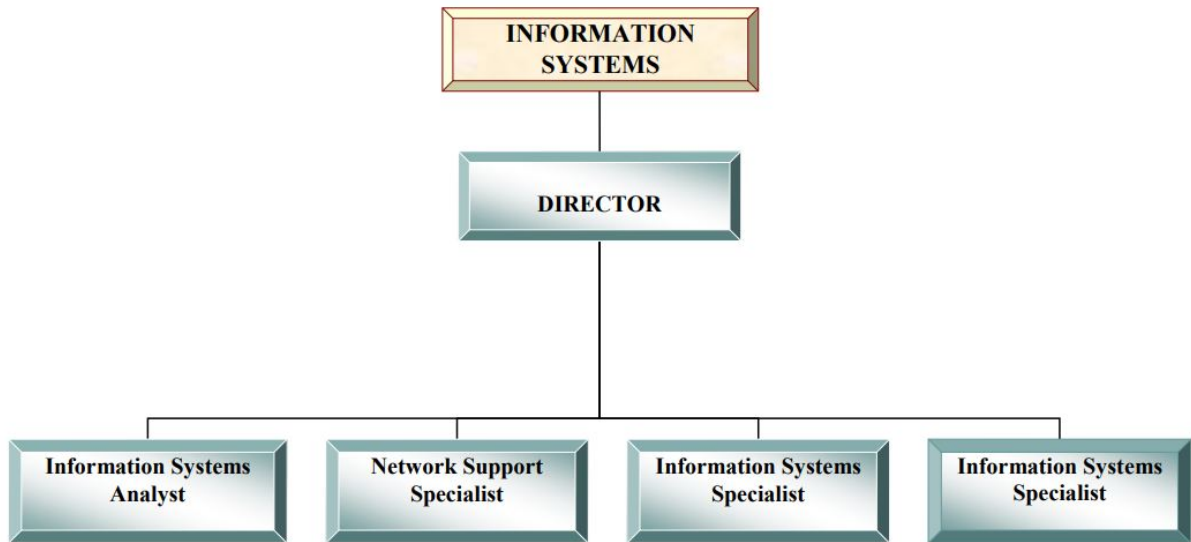 INFORMATION
SYSTEMS
DIRECTOR
Information Systems
Analyst
Network Support
Specialist
Information Systems
Specialist
Information Systems
Specialist